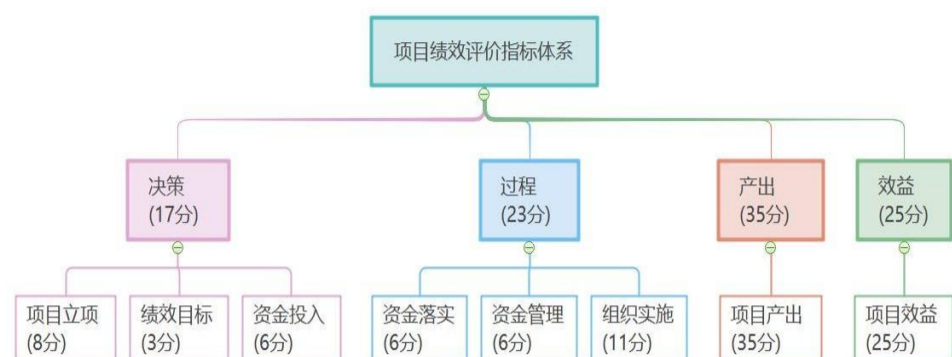 项目绩效评价指标体系
决策
(17分)
过程
(23分)
产出
(35分)
效益
(25分)
项目立项
(8分)
绩效目标
(3分)
资金投入
(6分)
资金落实
(6分)
资金管理
(6分)
组织实施
(11分)
项目产出
(35分)
项目效益
(25分)